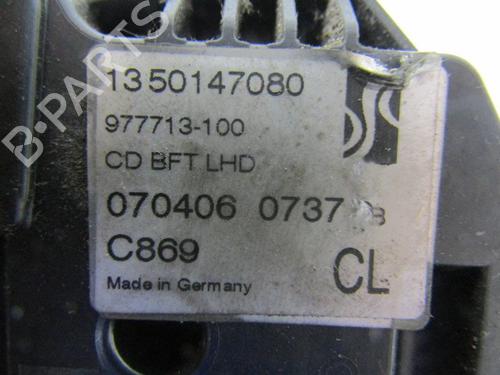 1350147080
977713-100
CD BFT LHD
070406 0737
C869
CL
Made in Germany
B-PARTS